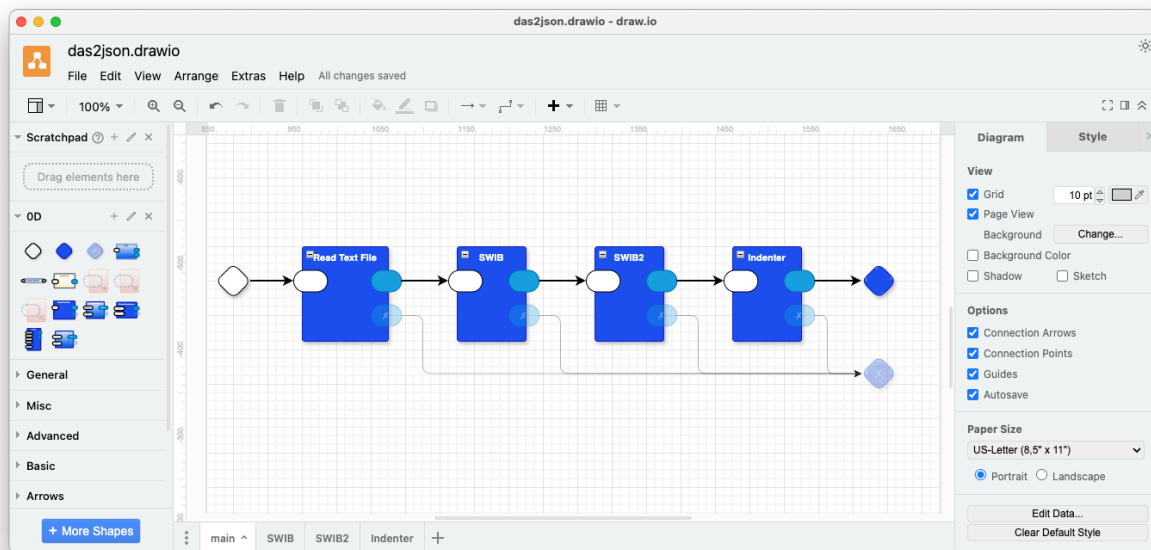 das2json.drawio - draw.io
das2json.drawio
File Edit View Arrange Extras Help All changes saved
100%
Scratchpad
Drag elements here
0D
General
Misc
Advanced
Basic
Arrows
+ More Shapes
850 950 1050 1150 1250 1350 1450 1550 1650
-600
-500
-400
-300
Read Text File
SWIB
SWIB2
Indenter
✗ ✗ ✗ ✗
✗
main SWIB SWIB2 Indenter
Diagram Style
View
Grid 10 pt
Page View
Background Change...
Background Color
Shadow Sketch
Options
Connection Arrows
Connection Points
Guides
Autosave
Paper Size
US-Letter (8,5" x 11")
Portrait Landscape
Edit Data...
Clear Default Style